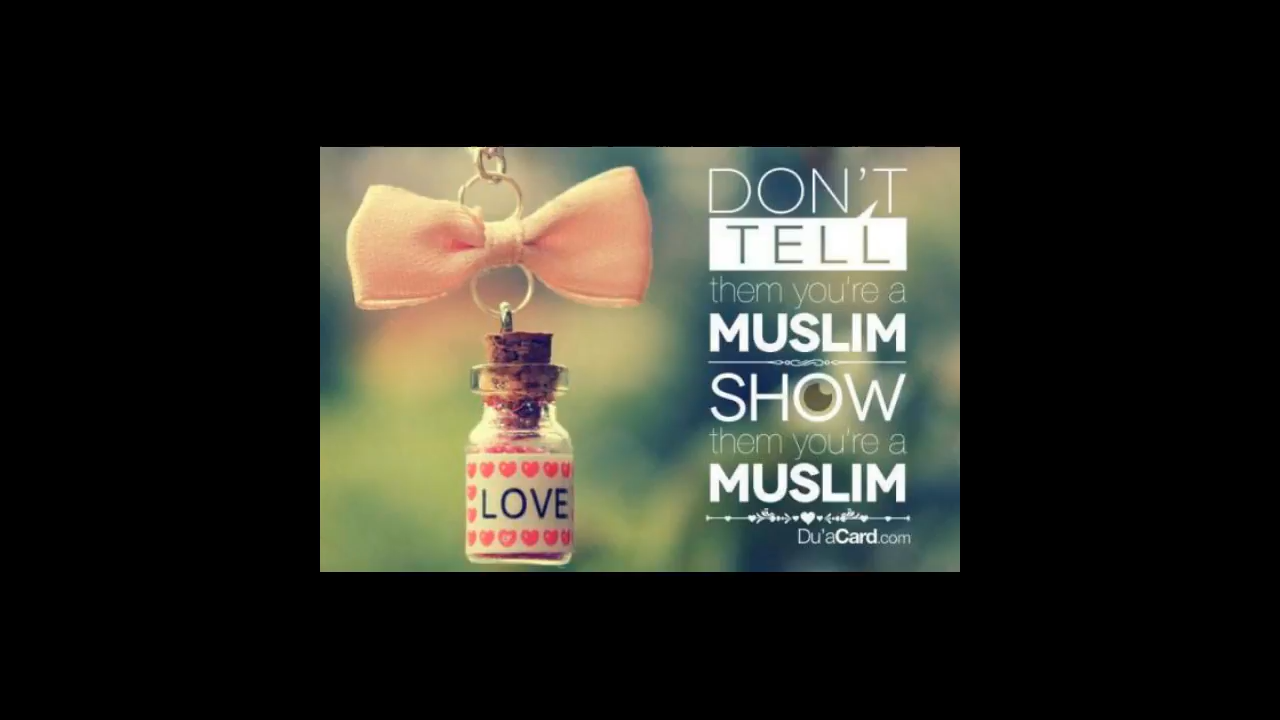 LOVE
DON'T
TELL
them you're a
MUSLIM
SHOW
them you're a
MUSLIM
Du'aCard.com